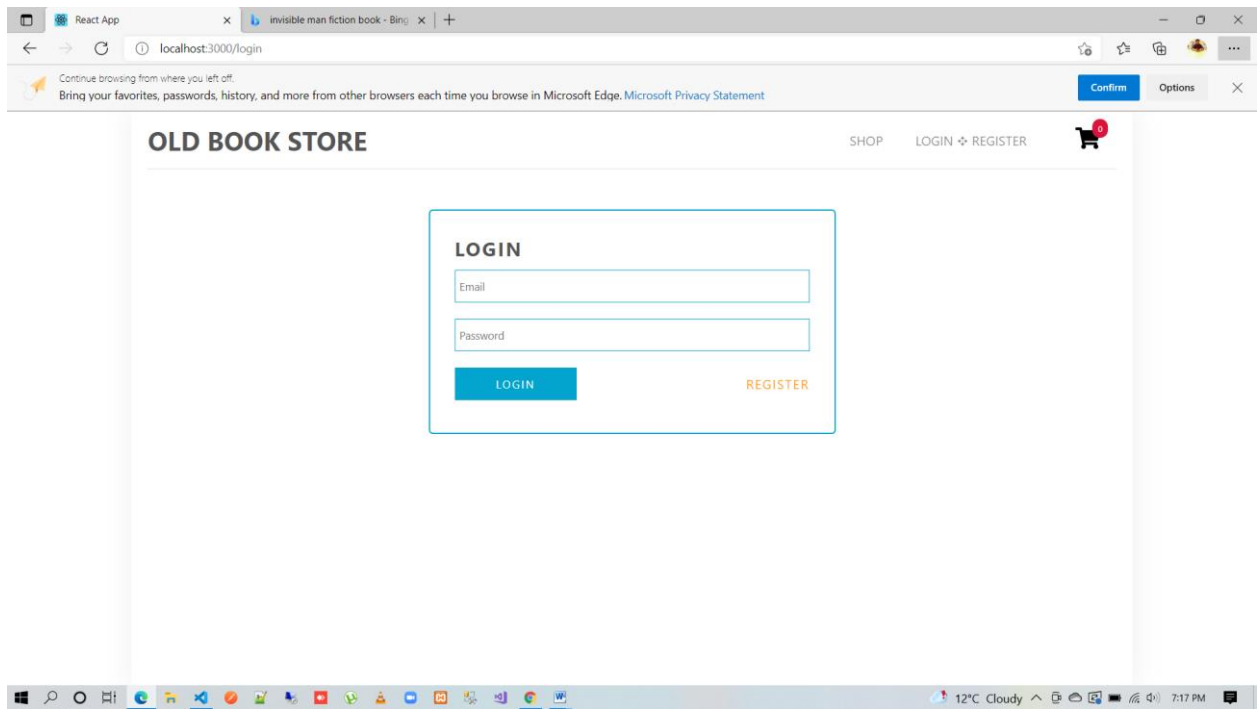 React App
invisible man fiction book - Bing
localhost:3000/login
Continue browsing from where you left off.
Bring your favorites, passwords, history, and more from other browsers each time you browse in Microsoft Edge. Microsoft Privacy Statement
Confirm
Options
OLD BOOK STORE
SHOP
LOGIN ✣ REGISTER
0
LOGIN
Email
Password
LOGIN
REGISTER
12°C Cloudy
7:17 PM